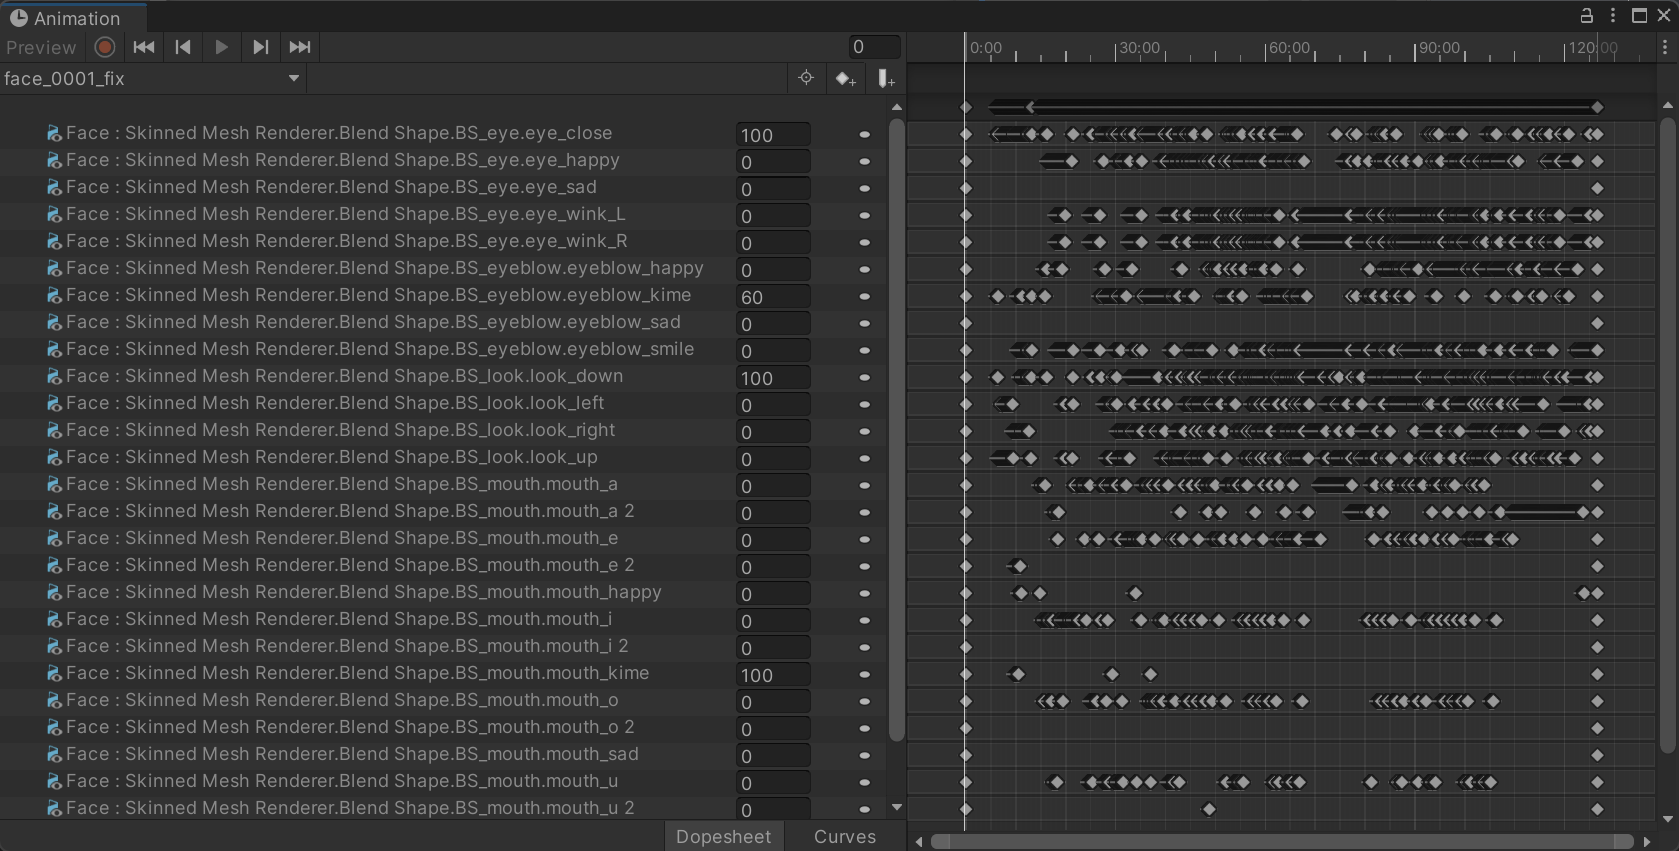 Animation
Preview
0
0:00 30:00 60:00 90:00 120:00
face_0001_fix
Face : Skinned Mesh Renderer.Blend Shape.BS_eye.eye_close 100
Face : Skinned Mesh Renderer.Blend Shape.BS_eye.eye_happy 0
Face : Skinned Mesh Renderer.Blend Shape.BS_eye.eye_sad 0
Face : Skinned Mesh Renderer.Blend Shape.BS_eye.eye_wink_L 0
Face : Skinned Mesh Renderer.Blend Shape.BS_eye.eye_wink_R 0
Face : Skinned Mesh Renderer.Blend Shape.BS_eyeblow.eyeblow_happy 0
Face : Skinned Mesh Renderer.Blend Shape.BS_eyeblow.eyeblow_kime 60
Face : Skinned Mesh Renderer.Blend Shape.BS_eyeblow.eyeblow_sad 0
Face : Skinned Mesh Renderer.Blend Shape.BS_eyeblow.eyeblow_smile 0
Face : Skinned Mesh Renderer.Blend Shape.BS_look.look_down 100
Face : Skinned Mesh Renderer.Blend Shape.BS_look.look_left 0
Face : Skinned Mesh Renderer.Blend Shape.BS_look.look_right 0
Face : Skinned Mesh Renderer.Blend Shape.BS_look.look_up 0
Face : Skinned Mesh Renderer.Blend Shape.BS_mouth.mouth_a 0
Face : Skinned Mesh Renderer.Blend Shape.BS_mouth.mouth_a 2 0
Face : Skinned Mesh Renderer.Blend Shape.BS_mouth.mouth_e 0
Face : Skinned Mesh Renderer.Blend Shape.BS_mouth.mouth_e 2 0
Face : Skinned Mesh Renderer.Blend Shape.BS_mouth.mouth_happy 0
Face : Skinned Mesh Renderer.Blend Shape.BS_mouth.mouth_i 0
Face : Skinned Mesh Renderer.Blend Shape.BS_mouth.mouth_i 2 0
Face : Skinned Mesh Renderer.Blend Shape.BS_mouth.mouth_kime 100
Face : Skinned Mesh Renderer.Blend Shape.BS_mouth.mouth_o 0
Face : Skinned Mesh Renderer.Blend Shape.BS_mouth.mouth_o 2 0
Face : Skinned Mesh Renderer.Blend Shape.BS_mouth.mouth_sad 0
Face : Skinned Mesh Renderer.Blend Shape.BS_mouth.mouth_u 0
Face : Skinned Mesh Renderer.Blend Shape.BS_mouth.mouth_u 2 0
Dopesheet Curves